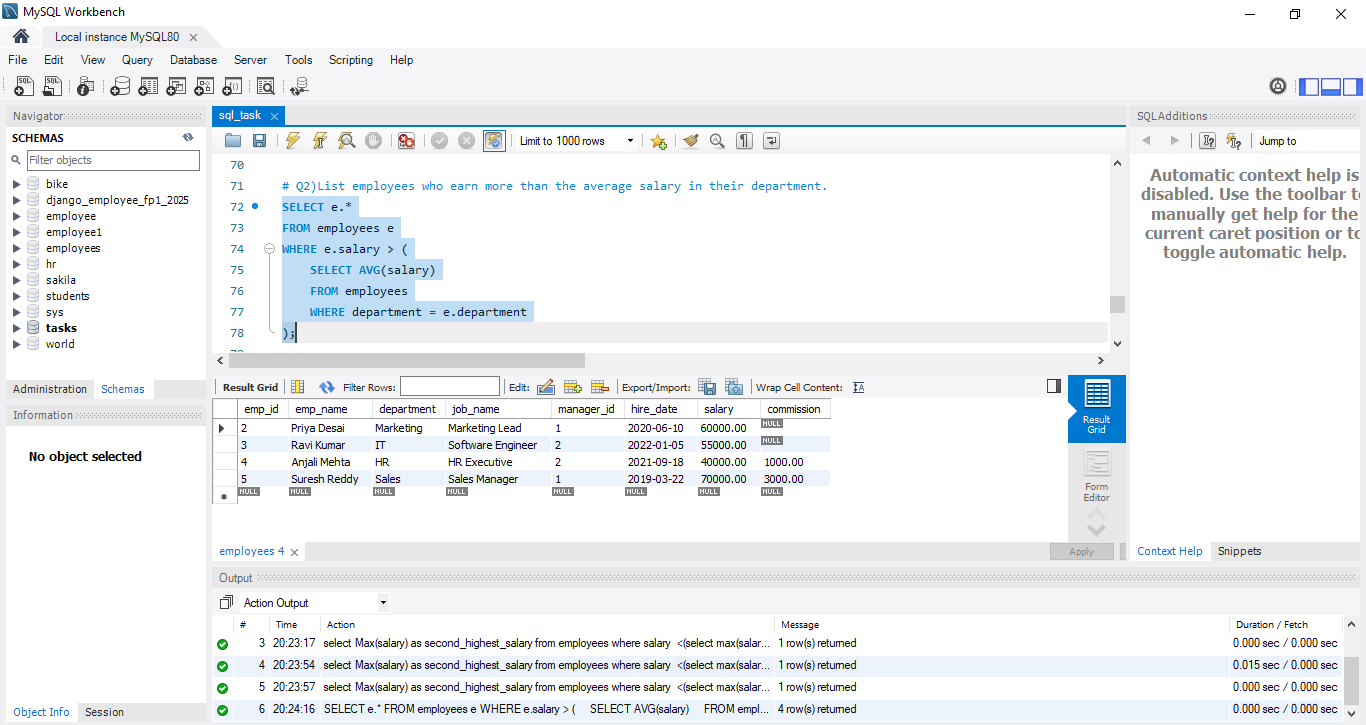 MySQL Workbench
Local instance MySQL80
File Edit View Query Database Server Tools Scripting Help
Navigator
SCHEMAS
Filter objects
bike
django_employee_fp1_2025
employee
employee1
employees
hr
sakila
students
sys
tasks
world
Administration Schemas
Information
No object selected
Object Info Session
sql_task
Limit to 1000 rows
70
71 # Q2)List employees who earn more than the average salary in their department.
72 SELECT e.*
73 FROM employees e
74 WHERE e.salary > (
75 SELECT AVG(salary)
76 FROM employees
77 WHERE department = e.department
78 );
Result Grid Filter Rows: Edit: Export/Import: Wrap Cell Content:
emp_id emp_name department job_name manager_id hire_date salary commission
2 Priya Desai Marketing Marketing Lead 1 2020-06-10 60000.00 NULL
3 Ravi Kumar IT Software Engineer 2 2022-01-05 55000.00 NULL
4 Anjali Mehta HR HR Executive 2 2021-09-18 40000.00 1000.00
5 Suresh Reddy Sales Sales Manager 1 2019-03-22 70000.00 3000.00
NULL NULL NULL NULL NULL NULL NULL NULL
Result
Grid
Form
Editor
employees 4
Apply
SQLAdditions
Jump to
Automatic context help is
disabled. Use the toolbar to
manually get help for the
current caret position or to
toggle automatic help.
Context Help Snippets
Output
Action Output
# Time Action Message Duration / Fetch
3 20:23:17 select Max(salary) as second_highest_salary from employees where salary <(select max(salar... 1 row(s) returned 0.000 sec / 0.000 sec
4 20:23:54 select Max(salary) as second_highest_salary from employees where salary <(select max(salar... 1 row(s) returned 0.015 sec / 0.000 sec
5 20:23:57 select Max(salary) as second_highest_salary from employees where salary <(select max(salar... 1 row(s) returned 0.000 sec / 0.000 sec
6 20:24:16 SELECT e.* FROM employees e WHERE e.salary > ( SELECT AVG(salary) FROM empl... 4 row(s) returned 0.000 sec / 0.000 sec